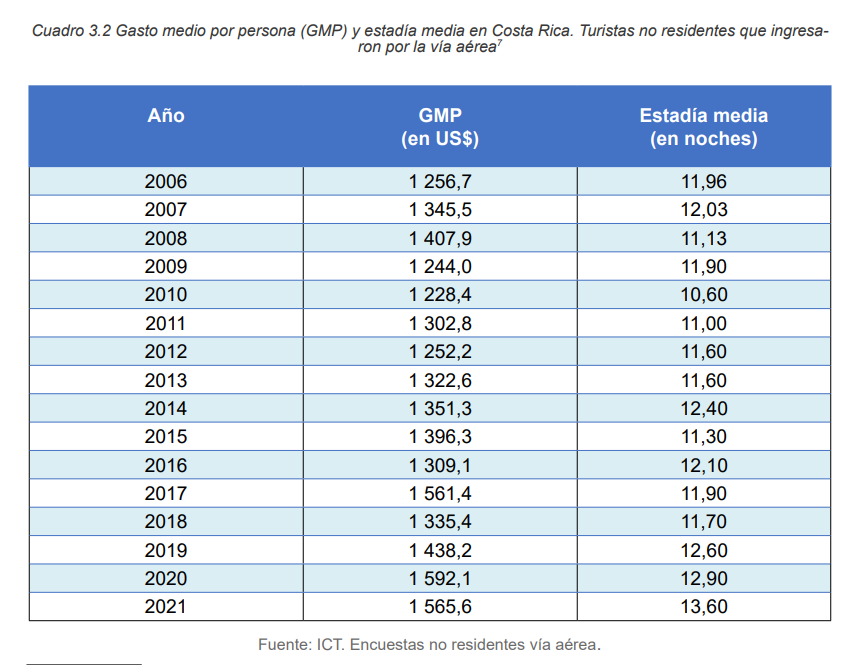 Cuadro 3.2 Gasto medio por persona (GMP) y estadía media en Costa Rica. Turistas no residentes que ingresa-
ron por la vía aérea7
Año GMP (en US$) Estadía media (en noches)
2006 1 256,7 11,96
2007 1 345,5 12,03
2008 1 407,9 11,13
2009 1 244,0 11,90
2010 1 228,4 10,60
2011 1 302,8 11,00
2012 1 252,2 11,60
2013 1 322,6 11,60
2014 1 351,3 12,40
2015 1 396,3 11,30
2016 1 309,1 12,10
2017 1 561,4 11,90
2018 1 335,4 11,70
2019 1 438,2 12,60
2020 1 592,1 12,90
2021 1 565,6 13,60
Fuente: ICT. Encuestas no residentes vía aérea.